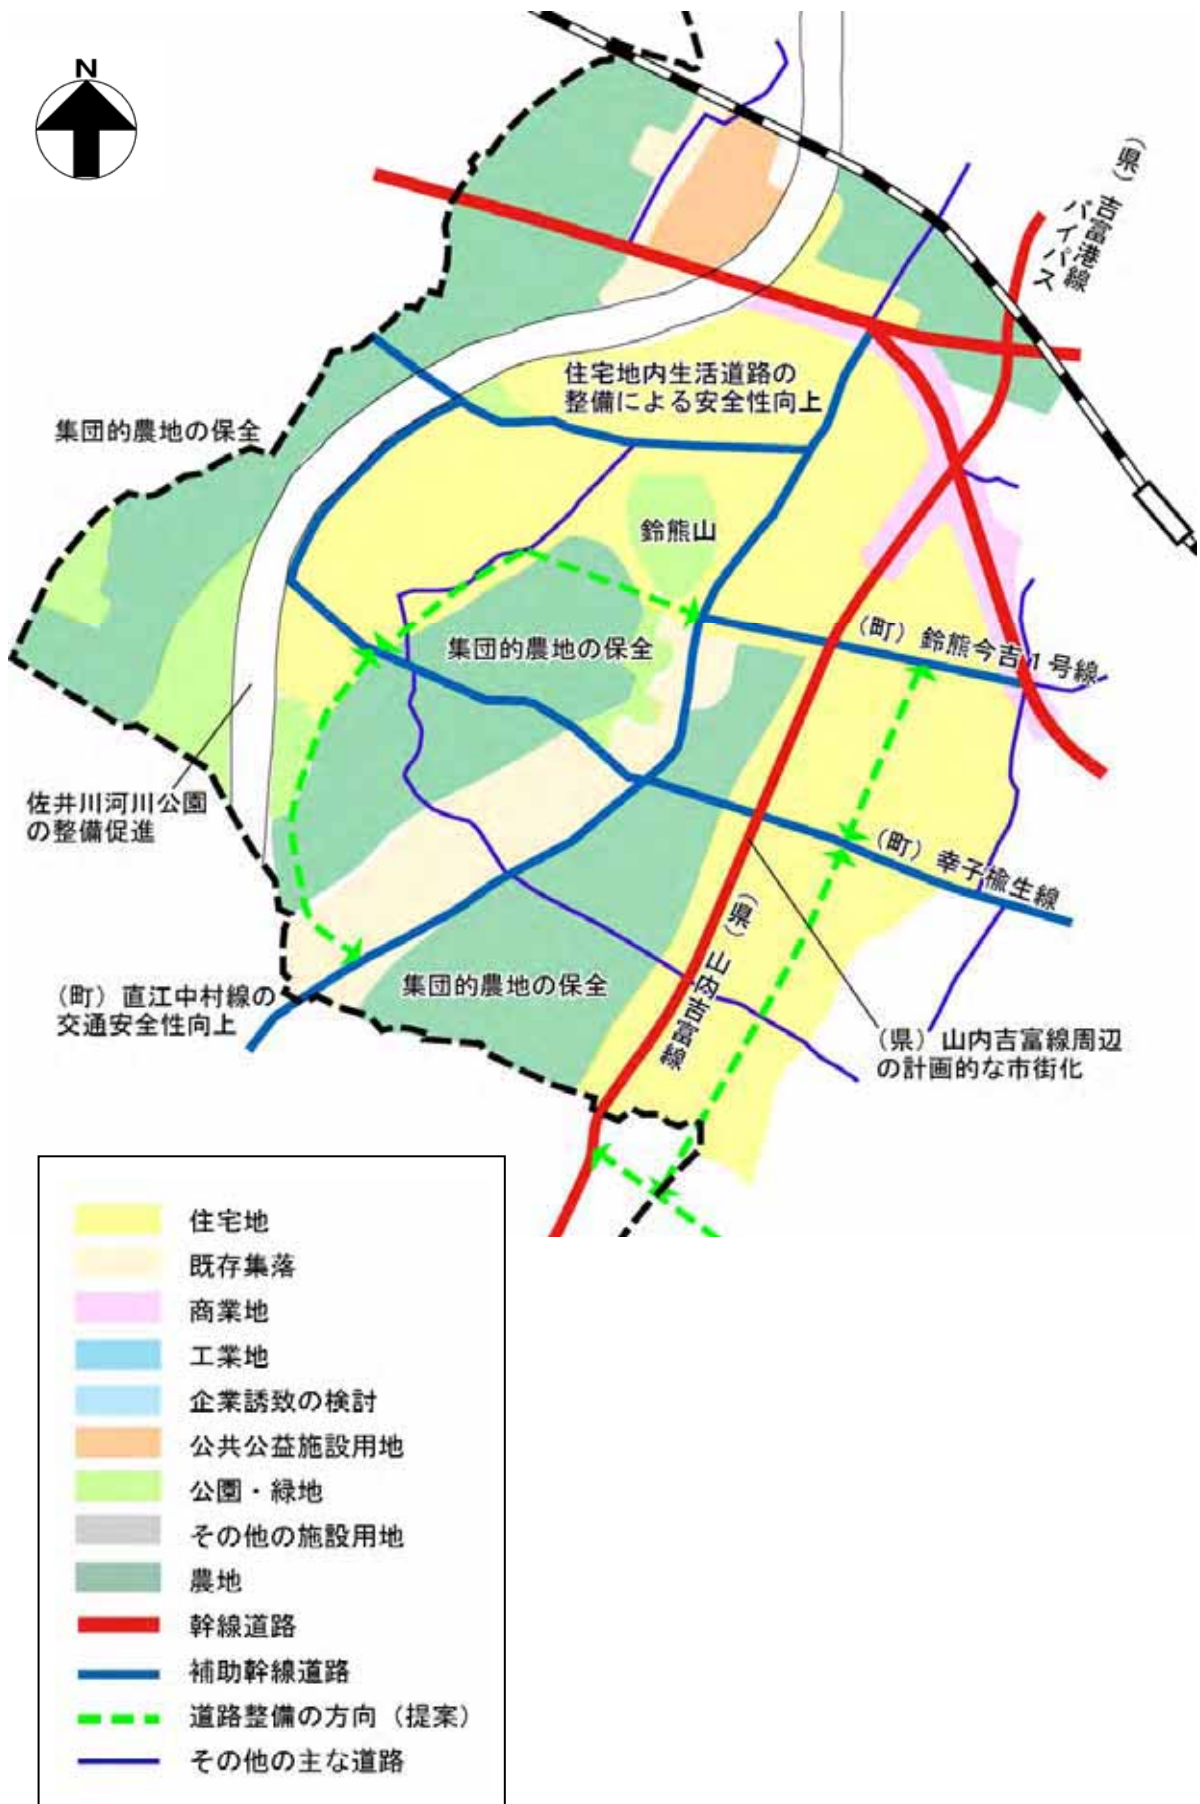 N
（県）吉富港線
バイパス
住宅地内生活道路の
整備による安全性向上
集団的農地の保全
鈴熊山
（町）鈴熊今吉1号線
集団的農地の保全
佐井川河川公園
の整備促進
（町）幸子楡生線
（県）山内吉富線
集団的農地の保全
（町）直江中村線の
交通安全性向上
（県）山内吉富線周辺
の計画的な市街化
住宅地
既存集落
商業地
工業地
企業誘致の検討
公共公益施設用地
公園・緑地
その他の施設用地
農地
幹線道路
補助幹線道路
道路整備の方向（提案）
その他の主な道路